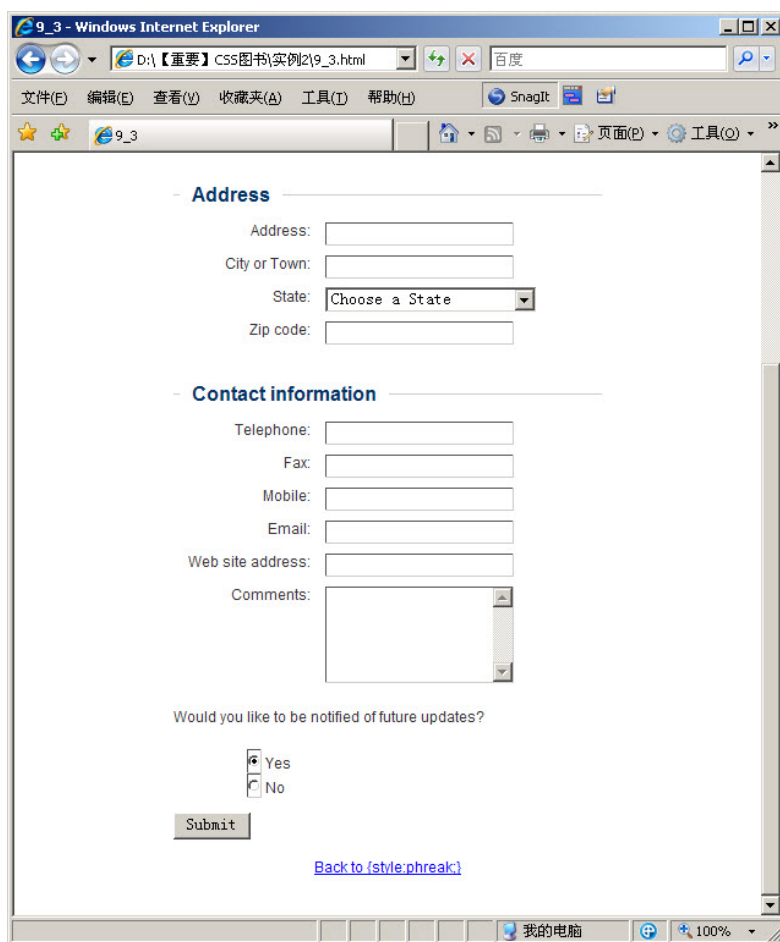 9_3 - Windows Internet Explorer
D:\【重要】CSS图书\实例2\9_3.html
百度
文件(F) 编辑(E) 查看(V) 收藏夹(A) 工具(T) 帮助(H) SnagIt
9_3 页面(P) 工具(O) »
Address
Address:
City or Town:
State: Choose a State
Zip code:
Contact information
Telephone:
Fax:
Mobile:
Email:
Web site address:
Comments:
Would you like to be notified of future updates?
Yes
No
Submit
Back to {style:phreak;}
我的电脑 100%